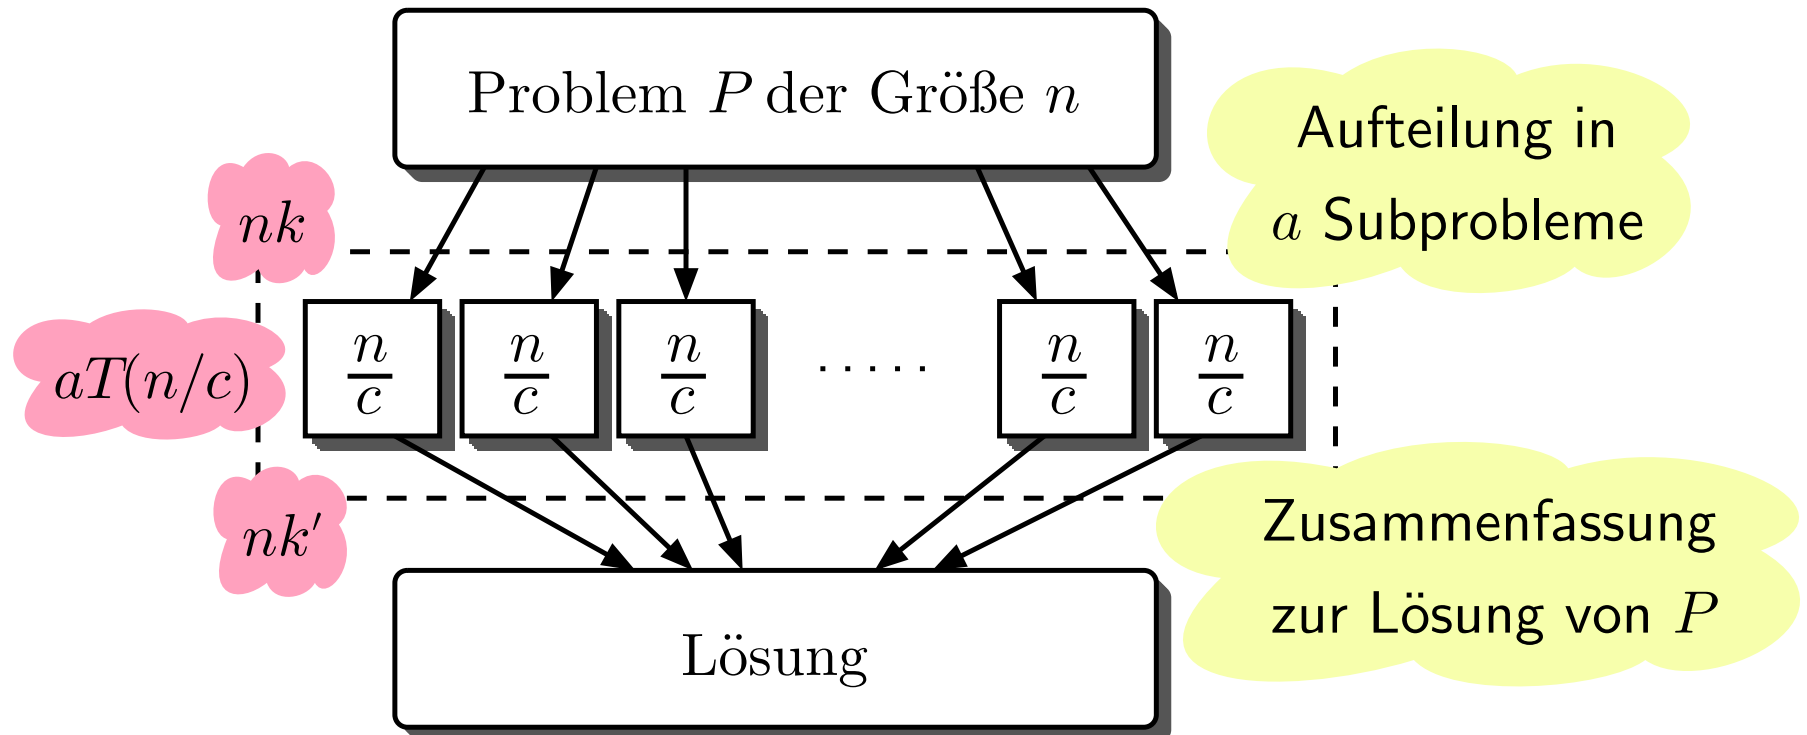 Problem P der Größe n
Aufteilung in
a Subprobleme
nk
aT(n/c)
n/c n/c n/c ..... n/c n/c
nk′
Zusammenfassung
zur Lösung von P
Lösung